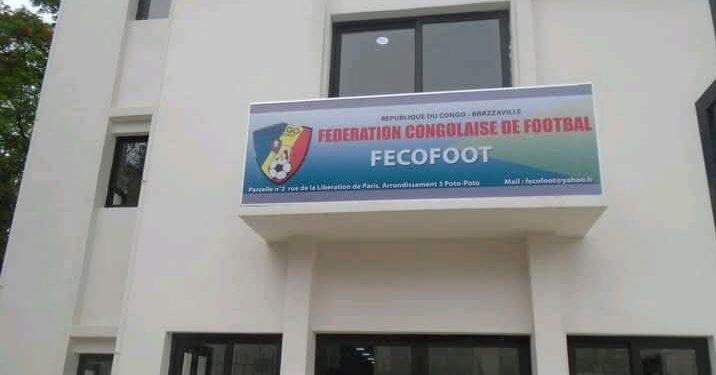 REPUBLIQUE DU CONGO - BRAZZAVILLE
FEDERATION CONGOLAISE DE FOOTBAL
FECOFOOT
Parcelle n°2 rue de la Libération de Paris, Arrondissement 3 Poto-Poto Mail : fecofoot@yahoo.fr